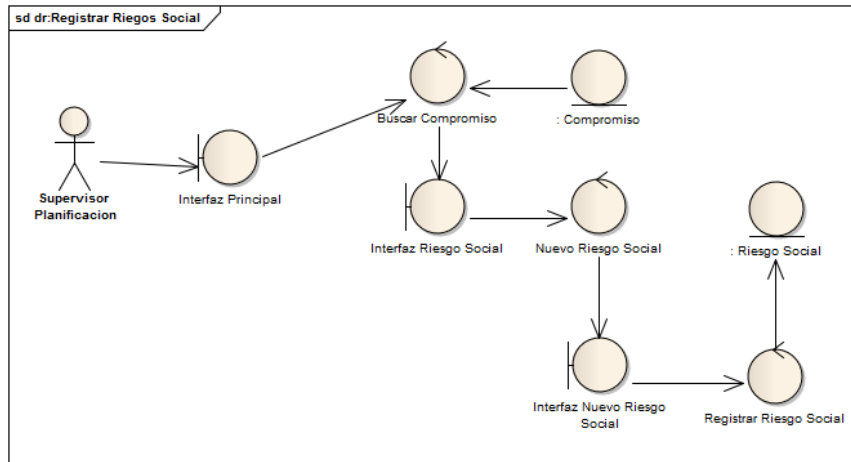 sd dr:Registrar Riegos Social
Buscar Compromiso
: Compromiso
Supervisor
Planificacion
Interfaz Principal
Interfaz Riesgo Social
Nuevo Riesgo Social
: Riesgo Social
Interfaz Nuevo Riesgo
Social
Registrar Riesgo Social